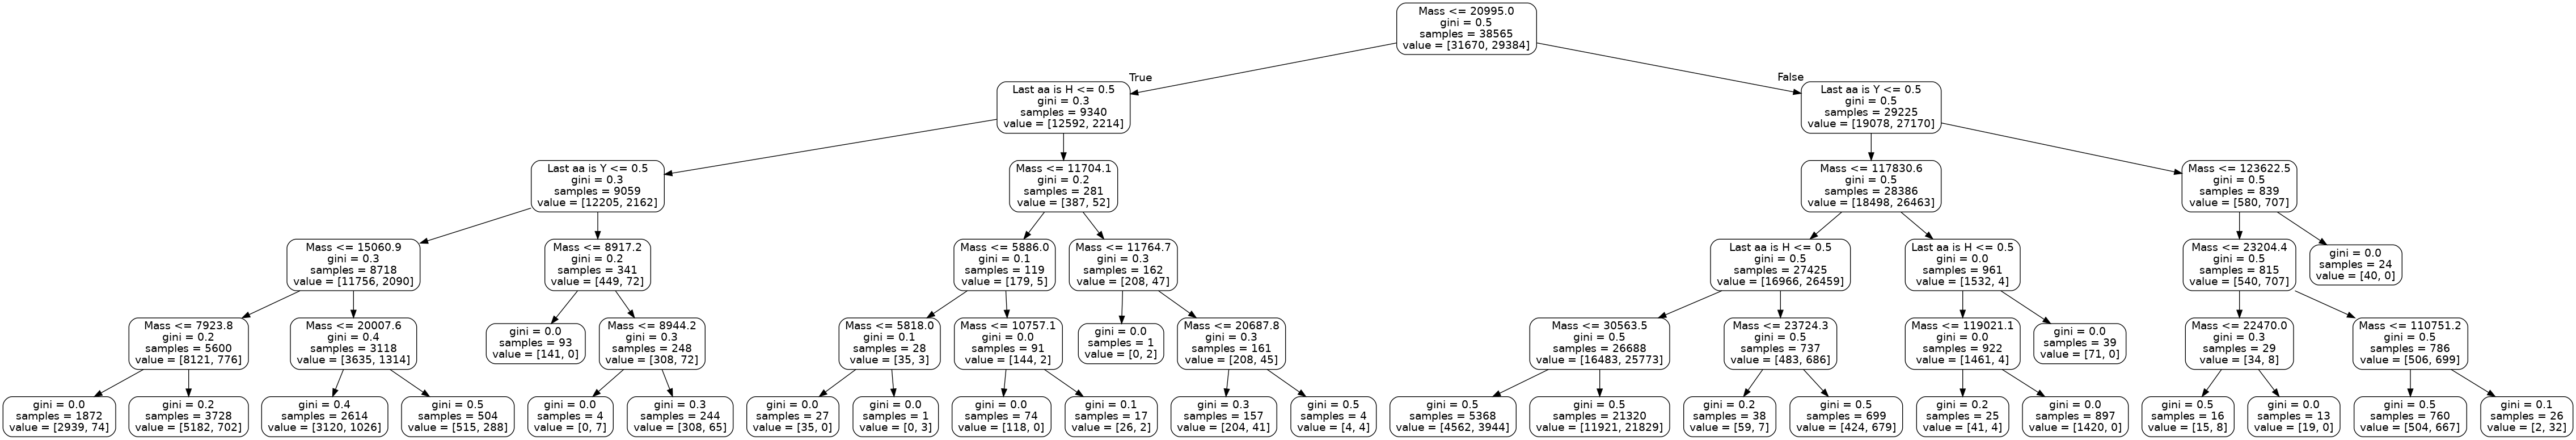 Mass <= 20995.0
gini = 0.5
samples = 38565
value = [31670, 29384]
True
False
Last aa is H <= 0.5
gini = 0.3
samples = 9340
value = [12592, 2214]
Last aa is Y <= 0.5
gini = 0.5
samples = 29225
value = [19078, 27170]
Last aa is Y <= 0.5
gini = 0.3
samples = 9059
value = [12205, 2162]
Mass <= 11704.1
gini = 0.2
samples = 281
value = [387, 52]
Mass <= 117830.6
gini = 0.5
samples = 28386
value = [18498, 26463]
Mass <= 123622.5
gini = 0.5
samples = 839
value = [580, 707]
Mass <= 15060.9
gini = 0.3
samples = 8718
value = [11756, 2090]
Mass <= 8917.2
gini = 0.2
samples = 341
value = [449, 72]
Mass <= 5886.0
gini = 0.1
samples = 119
value = [179, 5]
Mass <= 11764.7
gini = 0.3
samples = 162
value = [208, 47]
Last aa is H <= 0.5
gini = 0.5
samples = 27425
value = [16966, 26459]
Last aa is H <= 0.5
gini = 0.0
samples = 961
value = [1532, 4]
Mass <= 23204.4
gini = 0.5
samples = 815
value = [540, 707]
gini = 0.0
samples = 24
value = [40, 0]
Mass <= 7923.8
gini = 0.2
samples = 5600
value = [8121, 776]
Mass <= 20007.6
gini = 0.4
samples = 3118
value = [3635, 1314]
gini = 0.0
samples = 93
value = [141, 0]
Mass <= 8944.2
gini = 0.3
samples = 248
value = [308, 72]
Mass <= 5818.0
gini = 0.1
samples = 28
value = [35, 3]
Mass <= 10757.1
gini = 0.0
samples = 91
value = [144, 2]
gini = 0.0
samples = 1
value = [0, 2]
Mass <= 20687.8
gini = 0.3
samples = 161
value = [208, 45]
Mass <= 30563.5
gini = 0.5
samples = 26688
value = [16483, 25773]
Mass <= 23724.3
gini = 0.5
samples = 737
value = [483, 686]
Mass <= 119021.1
gini = 0.0
samples = 922
value = [1461, 4]
gini = 0.0
samples = 39
value = [71, 0]
Mass <= 22470.0
gini = 0.3
samples = 29
value = [34, 8]
Mass <= 110751.2
gini = 0.5
samples = 786
value = [506, 699]
gini = 0.0
samples = 1872
value = [2939, 74]
gini = 0.2
samples = 3728
value = [5182, 702]
gini = 0.4
samples = 2614
value = [3120, 1026]
gini = 0.5
samples = 504
value = [515, 288]
gini = 0.0
samples = 4
value = [0, 7]
gini = 0.3
samples = 244
value = [308, 65]
gini = 0.0
samples = 27
value = [35, 0]
gini = 0.0
samples = 1
value = [0, 3]
gini = 0.0
samples = 74
value = [118, 0]
gini = 0.1
samples = 17
value = [26, 2]
gini = 0.3
samples = 157
value = [204, 41]
gini = 0.5
samples = 4
value = [4, 4]
gini = 0.5
samples = 5368
value = [4562, 3944]
gini = 0.5
samples = 21320
value = [11921, 21829]
gini = 0.2
samples = 38
value = [59, 7]
gini = 0.5
samples = 699
value = [424, 679]
gini = 0.2
samples = 25
value = [41, 4]
gini = 0.0
samples = 897
value = [1420, 0]
gini = 0.5
samples = 16
value = [15, 8]
gini = 0.0
samples = 13
value = [19, 0]
gini = 0.5
samples = 760
value = [504, 667]
gini = 0.1
samples = 26
value = [2, 32]